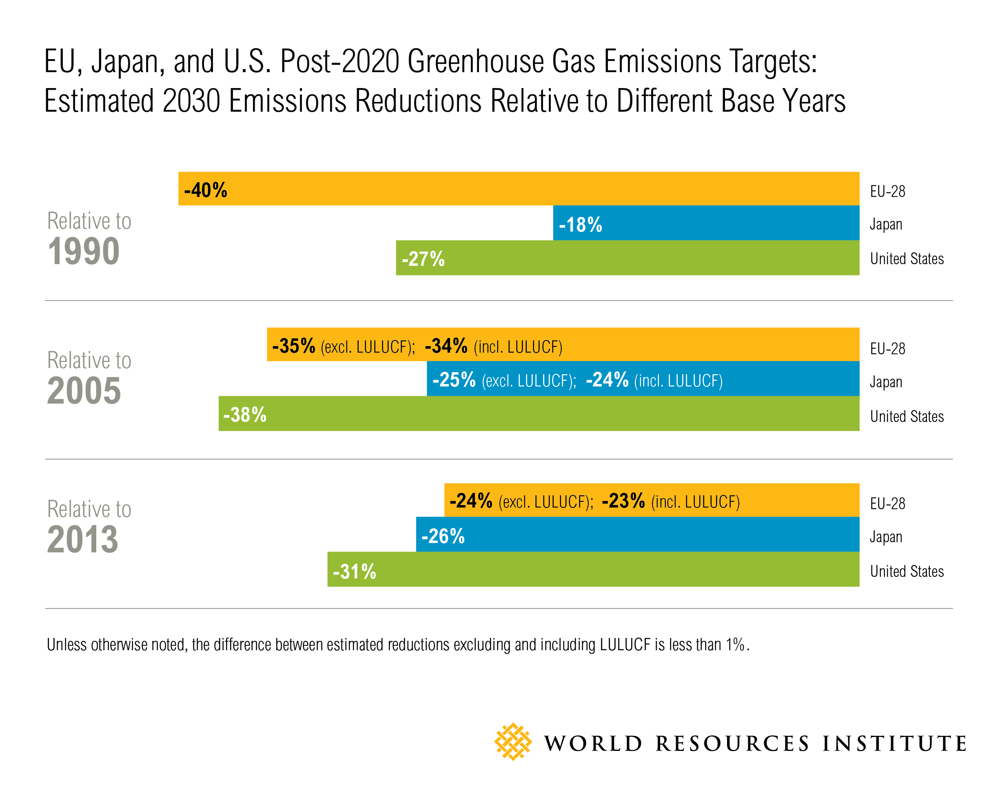 EU, Japan, and U.S. Post-2020 Greenhouse Gas Emissions Targets:
Estimated 2030 Emissions Reductions Relative to Different Base Years
Relative to
1990
-40%
EU-28
-18%
Japan
-27%
United States
Relative to
2005
-35% (excl. LULUCF); -34% (incl. LULUCF)
EU-28
-25% (excl. LULUCF); -24% (incl. LULUCF)
Japan
-38%
United States
Relative to
2013
-24% (excl. LULUCF); -23% (incl. LULUCF)
EU-28
-26%
Japan
-31%
United States
Unless otherwise noted, the difference between estimated reductions excluding and including LULUCF is less than 1%.
WORLD RESOURCES INSTITUTE